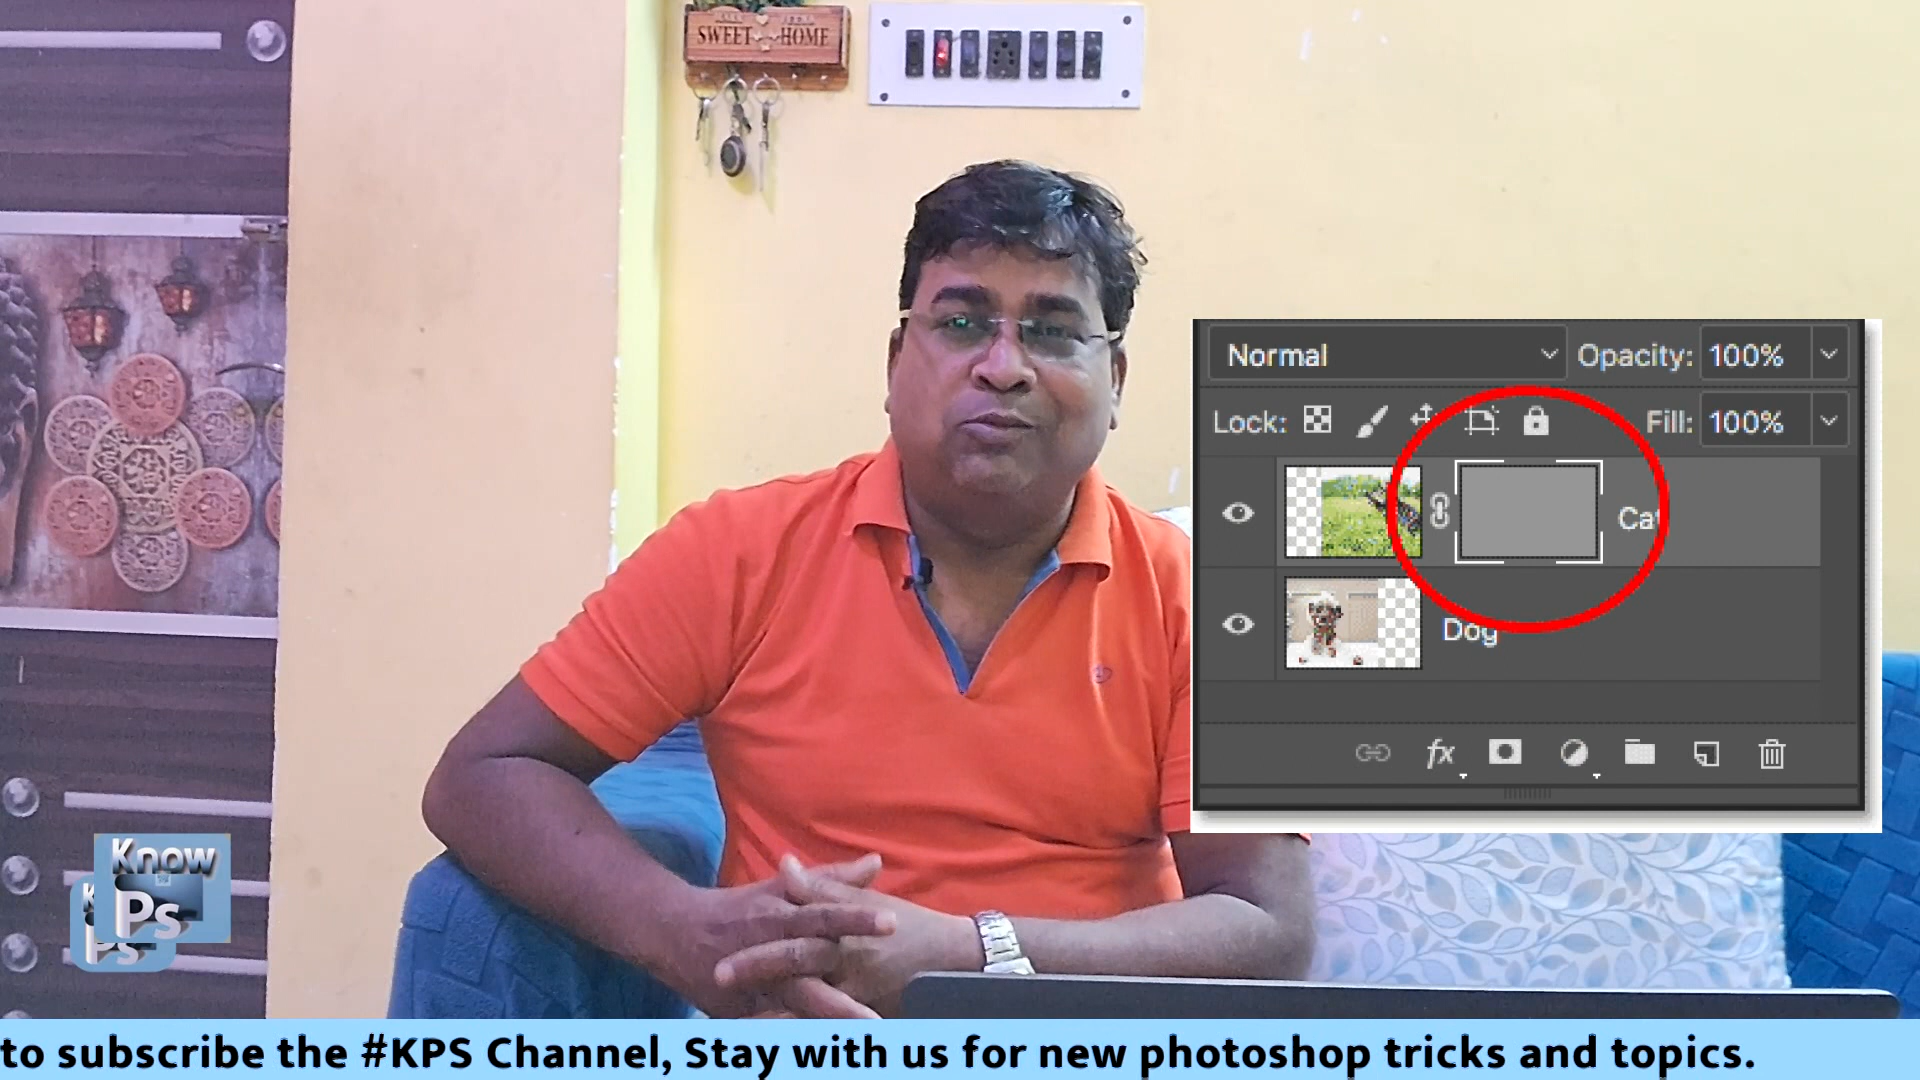 SWEET HOME
Normal
Opacity: 100%
Lock:
Fill: 100%
Dog
fx
Know
Ps
Ps
to subscribe the #KPS Channel, Stay with us for new photoshop tricks and topics.